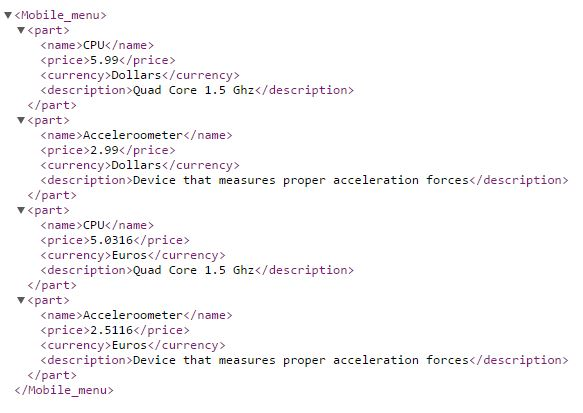 <Mobile_menu>
<part>
<name>CPU</name>
<price>5.99</price>
<currency>Dollars</currency>
<description>Quad Core 1.5 Ghz</description>
</part>
<part>
<name>Acceleroometer</name>
<price>2.99</price>
<currency>Dollars</currency>
<description>Device that measures proper acceleration forces</description>
</part>
<part>
<name>CPU</name>
<price>5.0316</price>
<currency>Euros</currency>
<description>Quad Core 1.5 Ghz</description>
</part>
<part>
<name>Acceleroometer</name>
<price>2.5116</price>
<currency>Euros</currency>
<description>Device that measures proper acceleration forces</description>
</part>
</Mobile_menu>